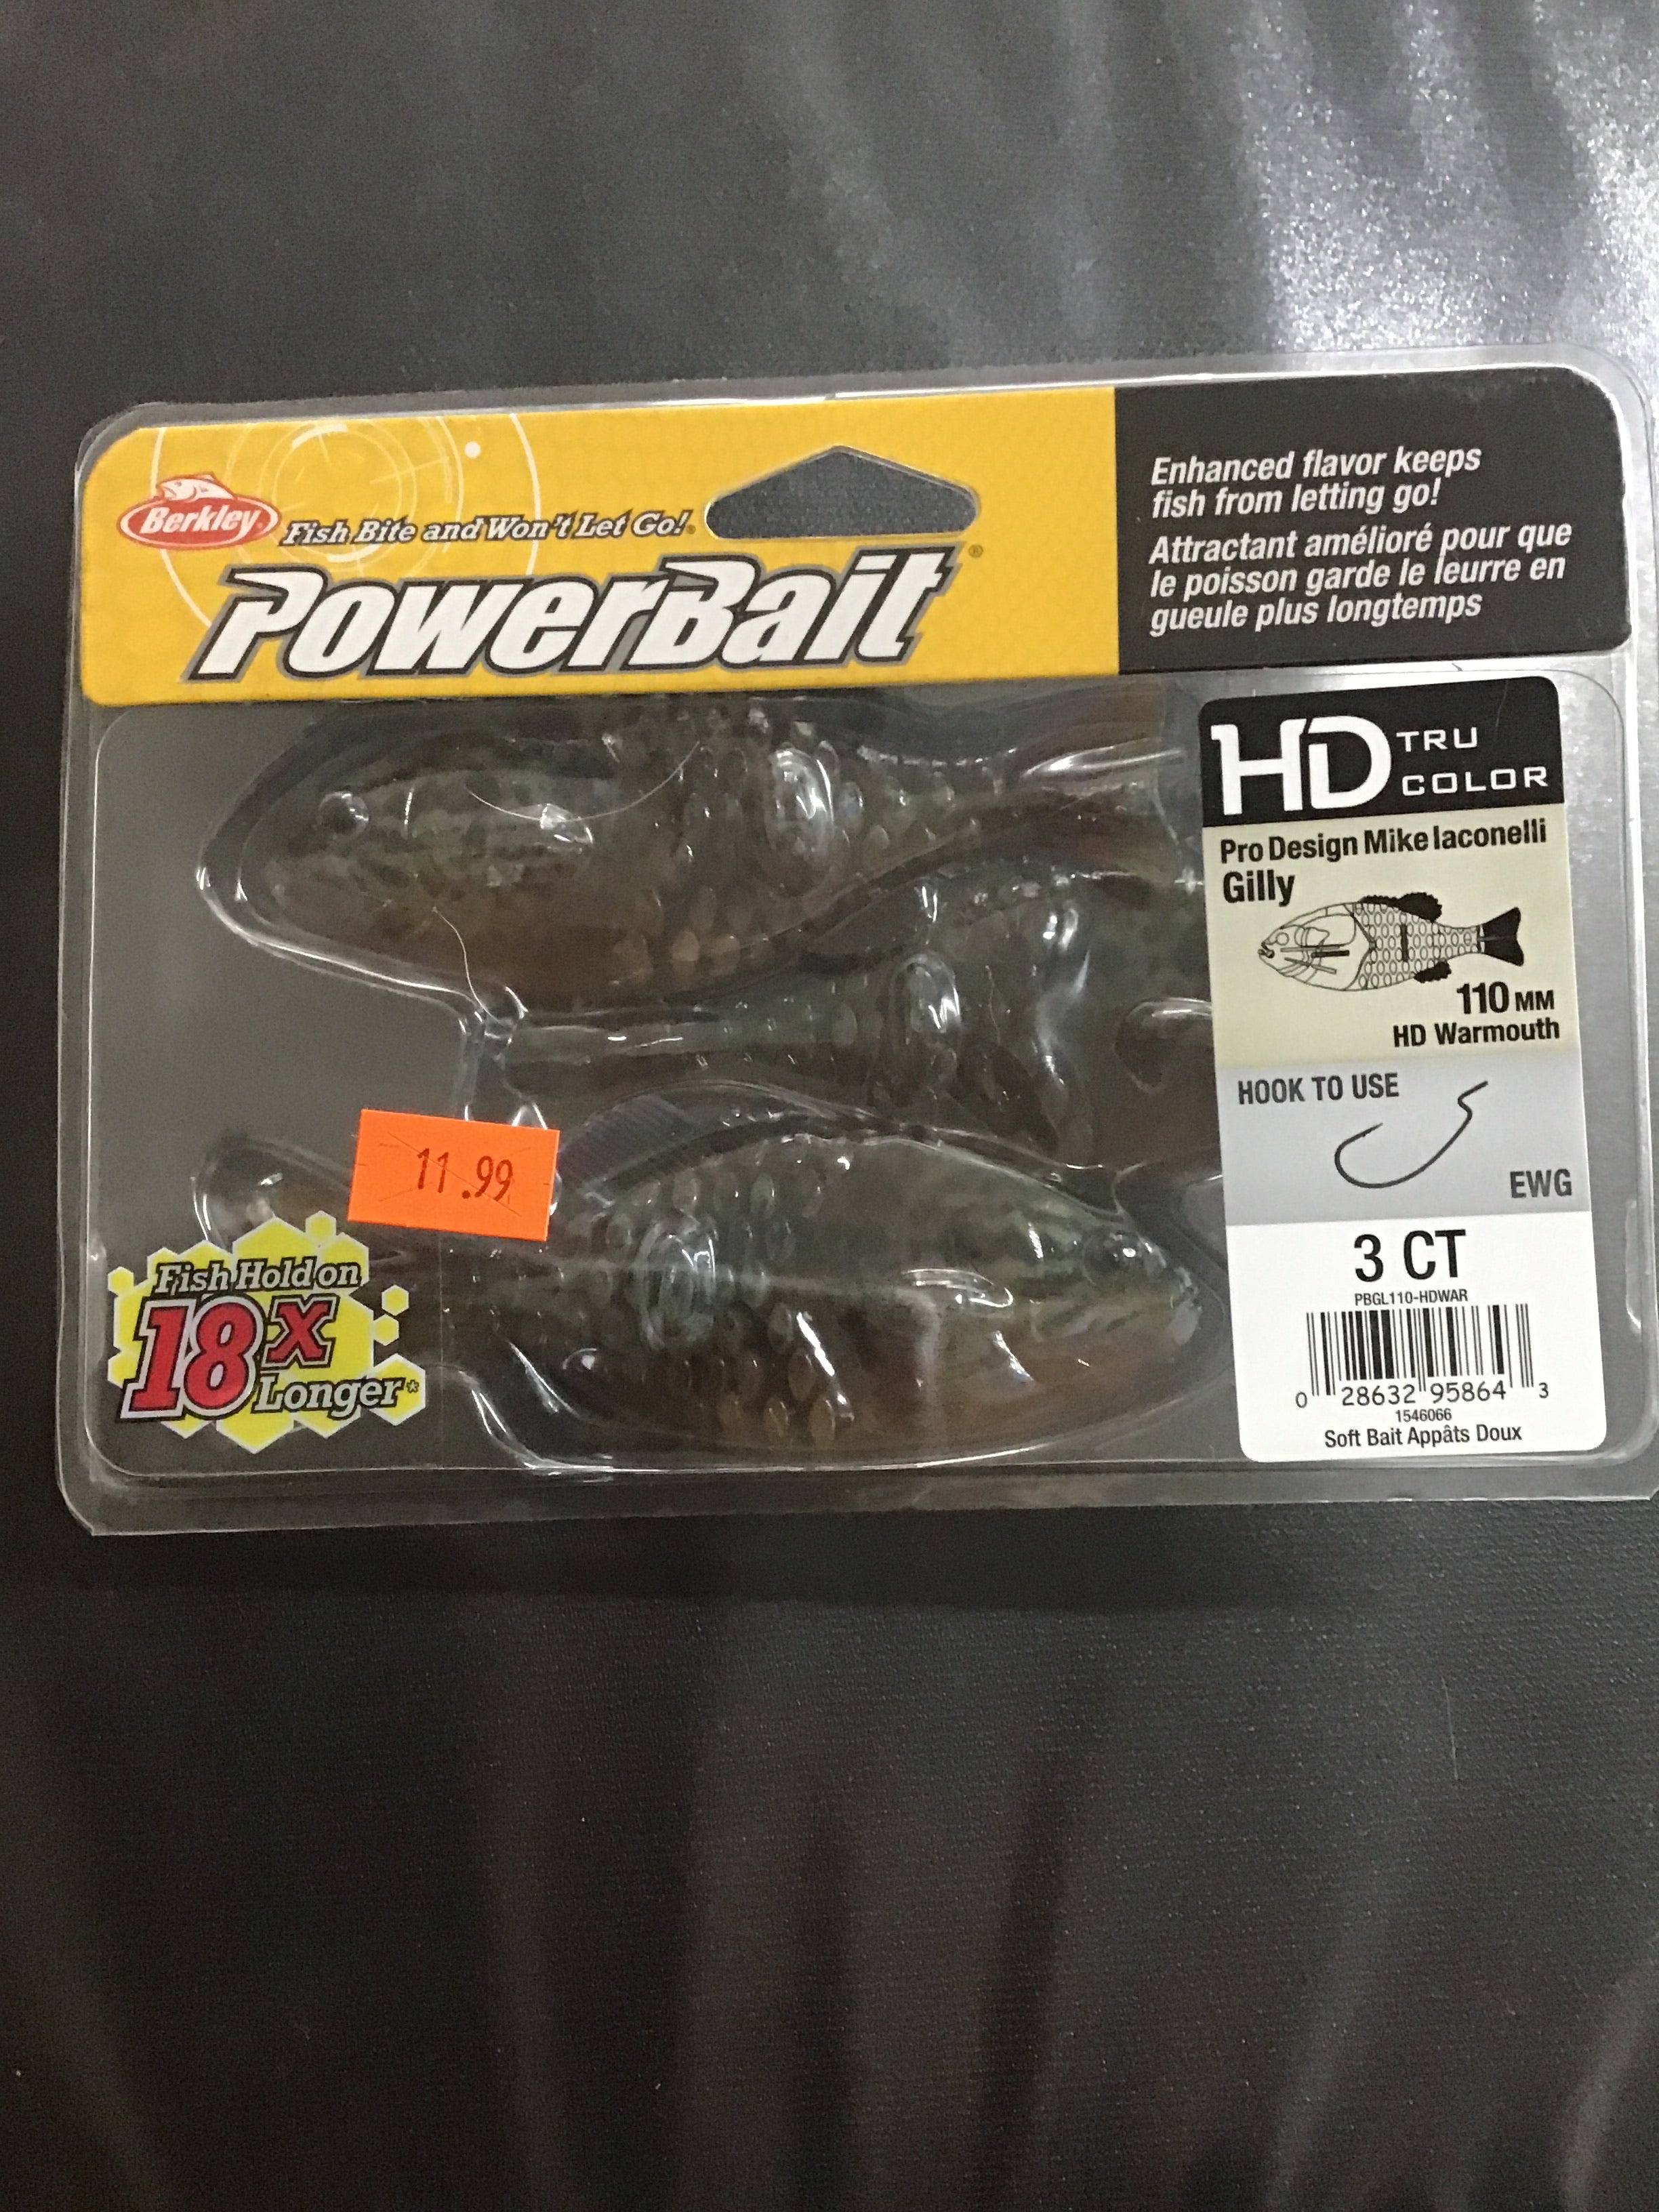 Berkley
Fish Bite and Won't Let Go!®
PowerBait®
Enhanced flavor keeps
fish from letting go!
Attractant amélioré pour que
le poisson garde le leurre en
gueule plus longtemps
HD TRU
COLOR
Pro Design Mike Iaconelli
Gilly
110 MM
HD Warmouth
HOOK TO USE
EWG
3 CT
PBGL110-HDWAR
0 28632 95864 3
1546066
Soft Bait Appâts Doux
11.99
Fish Hold on
18x
Longer*